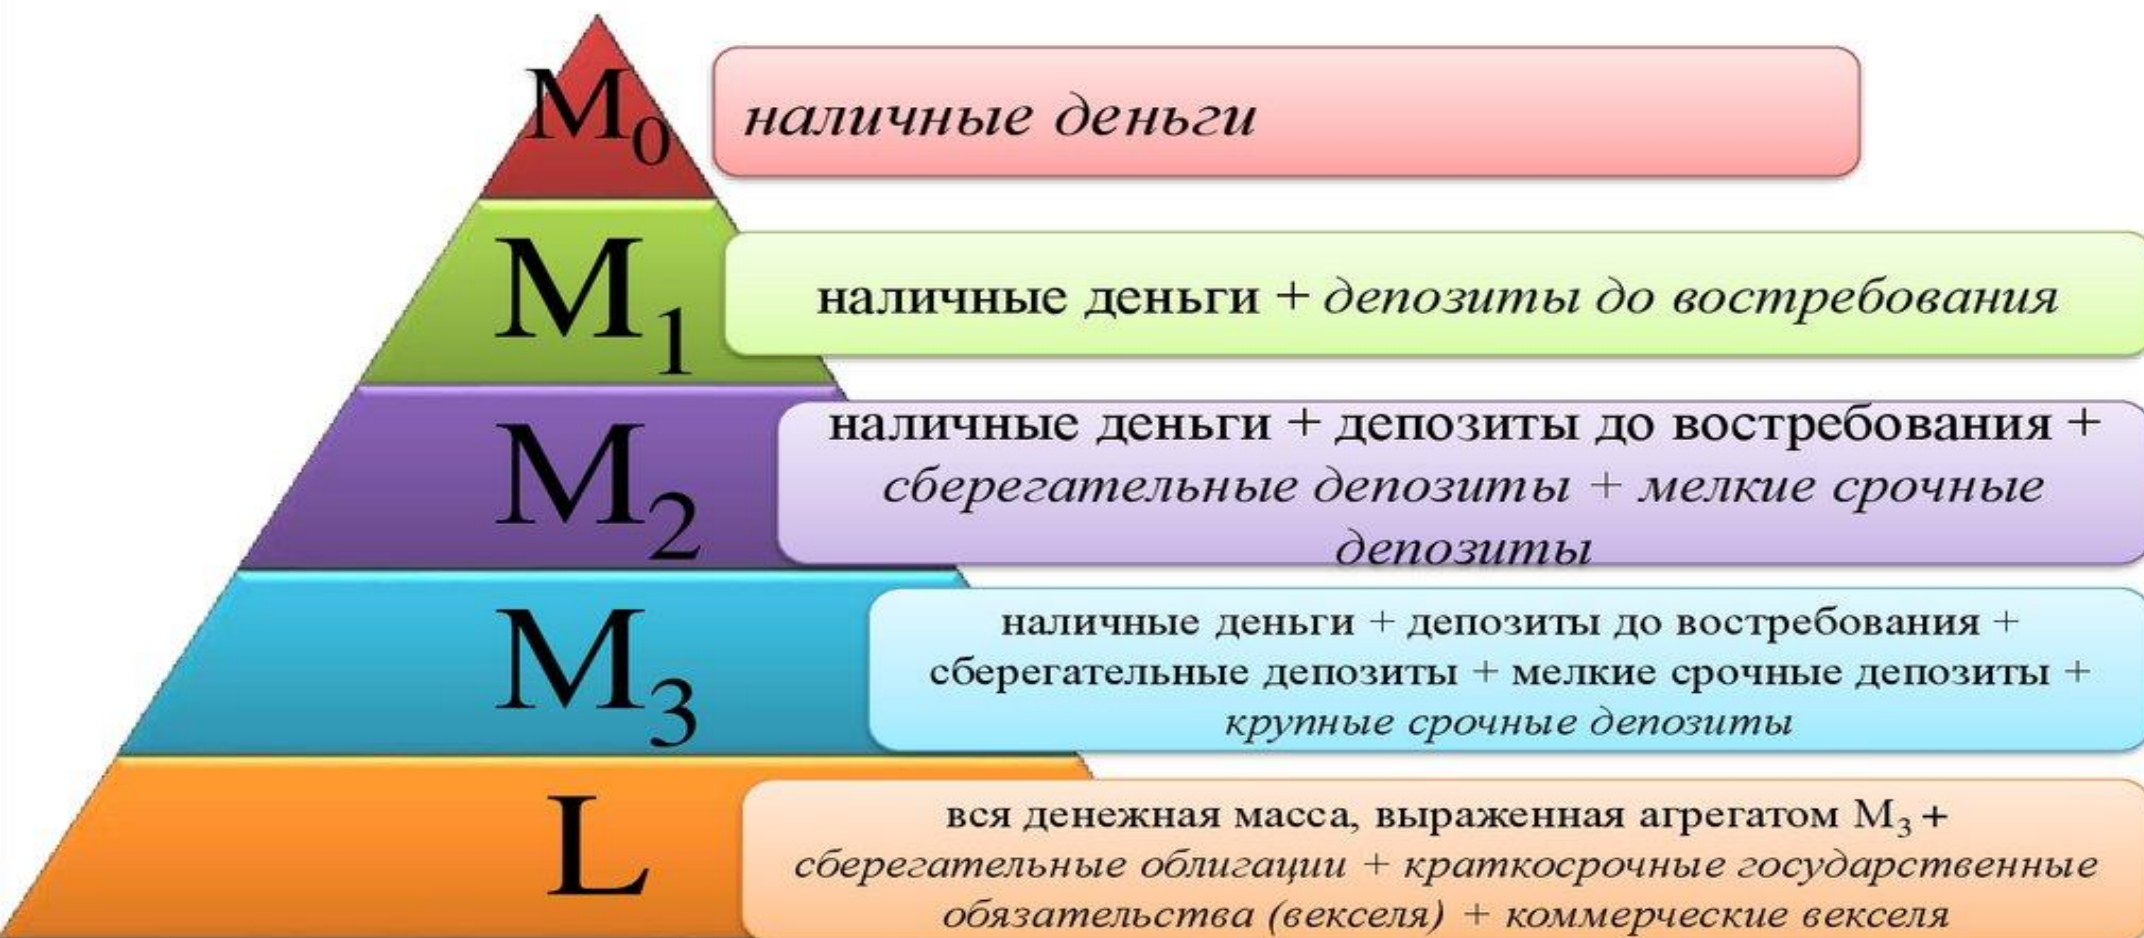 M₀
наличные деньги
M₁
наличные деньги + депозиты до востребования
M₂
наличные деньги + депозиты до востребования +
сберегательные депозиты + мелкие срочные
депозиты
M₃
наличные деньги + депозиты до востребования +
сберегательные депозиты + мелкие срочные депозиты +
крупные срочные депозиты
L
вся денежная масса, выраженная агрегатом M₃ +
сберегательные облигации + краткосрочные государственные
обязательства (векселя) + коммерческие векселя